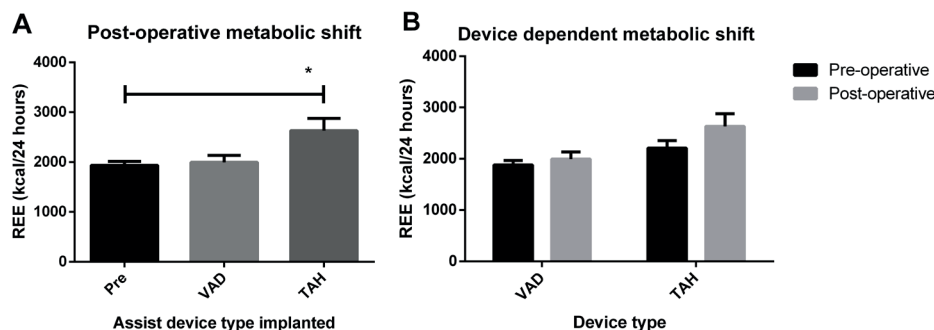 A
Post-operative metabolic shift
*
REE (kcal/24 hours)
4000
3000
2000
1000
0
Pre
VAD
TAH
Assist device type implanted
B
Device dependent metabolic shift
REE (kcal/24 hours)
4000
3000
2000
1000
0
VAD
TAH
Device type
Pre-operative
Post-operative